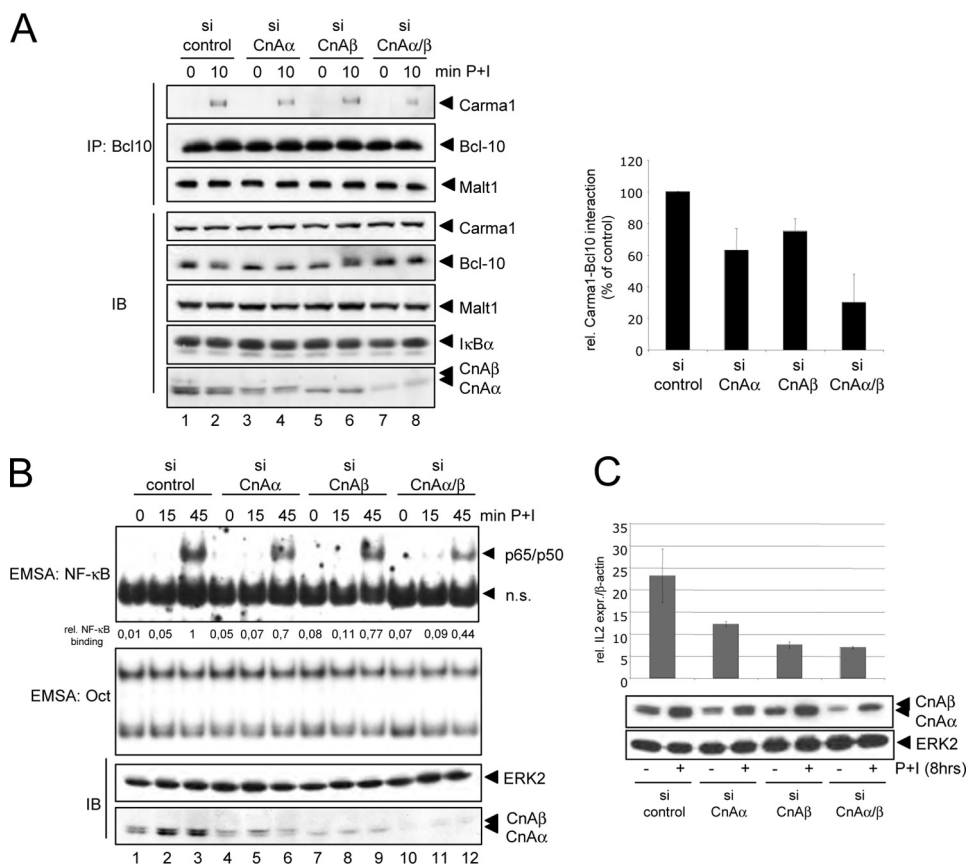 A
si control
si CnAα
si CnAβ
si CnAα/β
0 10 0 10 0 10 0 10 min P+I
IP: Bcl10
Carma1
Bcl-10
Malt1
IB
Carma1
Bcl-10
Malt1
IκBα
CnAβ
CnAα
1 2 3 4 5 6 7 8
rel. Carma1-Bcl10 interaction
(% of control)
120
100
80
60
40
20
0
si control
si CnAα
si CnAβ
si CnAα/β
B
si control
si CnAα
si CnAβ
si CnAα/β
0 15 45 0 15 45 0 15 45 0 15 45 min P+I
EMSA: NF-κB
p65/p50
n.s.
rel. NF-κB binding
0,01 0,05 1 0,05 0,07 0,7 0,08 0,11 0,77 0,07 0,09 0,44
EMSA: Oct
IB
ERK2
CnAβ
CnAα
1 2 3 4 5 6 7 8 9 10 11 12
C
rel. IL2 expr./β-actin
35
30
25
20
15
10
5
0
CnAβ
CnAα
ERK2
- + - + - + - + P+I (8hrs)
si control
si CnAα
si CnAβ
si CnAα/β